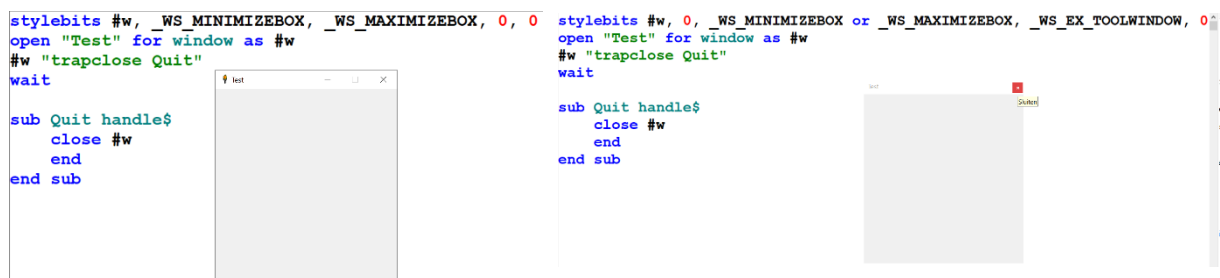 stylebits #w, _WS_MINIMIZEBOX, _WS_MAXIMIZEBOX, 0, 0
open "Test" for window as #w
#w "trapclose Quit"
wait
Test
sub Quit handle$
close #w
end
end sub
stylebits #w, 0, _WS_MINIMIZEBOX or _WS_MAXIMIZEBOX, _WS_EX_TOOLWINDOW, 0
open "Test" for window as #w
#w "trapclose Quit"
wait
Test
Sluiten
sub Quit handle$
close #w
end
end sub